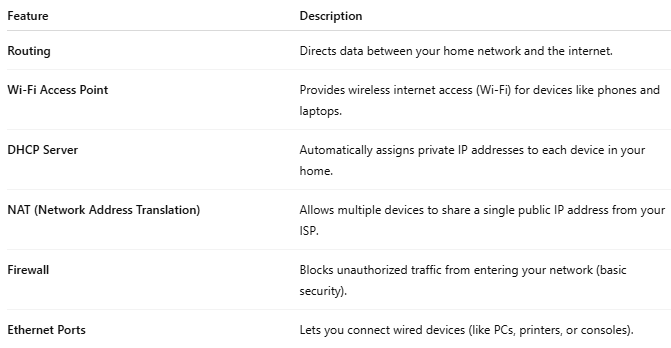 Feature Description
Routing Directs data between your home network and the internet.
Wi-Fi Access Point Provides wireless internet access (Wi-Fi) for devices like phones and
laptops.
DHCP Server Automatically assigns private IP addresses to each device in your
home.
NAT (Network Address Translation) Allows multiple devices to share a single public IP address from your
ISP.
Firewall Blocks unauthorized traffic from entering your network (basic
security).
Ethernet Ports Lets you connect wired devices (like PCs, printers, or consoles).